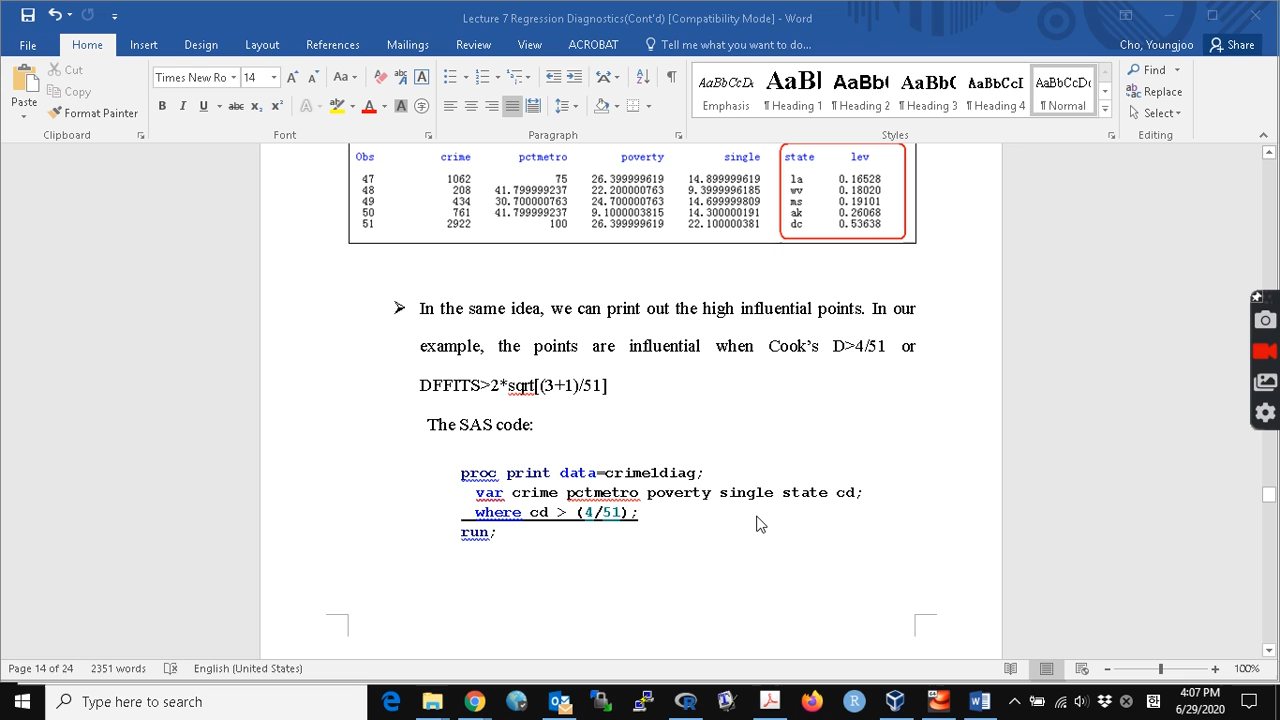 Lecture 7 Regression Diagnostics(Cont'd) [Compatibility Mode] - Word
File Home Insert Design Layout References Mailings Review View ACROBAT Tell me what you want to do... Cho, Youngjoo Share
Paste Cut Copy Format Painter
Times New Ro 14
AaBbCcDc AaBl AaBb( AaBb(C AaBbCcI AaBbCcDc
Emphasis ¶ Heading 1 ¶ Heading 2 ¶ Heading 3 ¶ Heading 4 ¶ Normal
Find
Replace
Select
Clipboard Font Paragraph Styles Editing
Obs crime pctmetro poverty single state lev
47 1062 75 26.399999619 14.899999619 la 0.16528
48 208 41.799999237 22.200000763 9.3999996185 wv 0.18020
49 434 30.700000763 24.700000763 14.699999809 ms 0.19101
50 761 41.799999237 9.1000003815 14.300000191 ak 0.26068
51 2922 100 26.399999619 22.100000381 dc 0.53638
➢ In the same idea, we can print out the high influential points. In our
example, the points are influential when Cook's D>4/51 or
DFFITS>2*sqrt[(3+1)/51]
The SAS code:
proc print data=crime1diag;
var crime pctmetro poverty single state cd;
where cd > (4/51);
run;
Page 14 of 24 2351 words English (United States) 100%
Type here to search
4:07 PM
6/29/2020